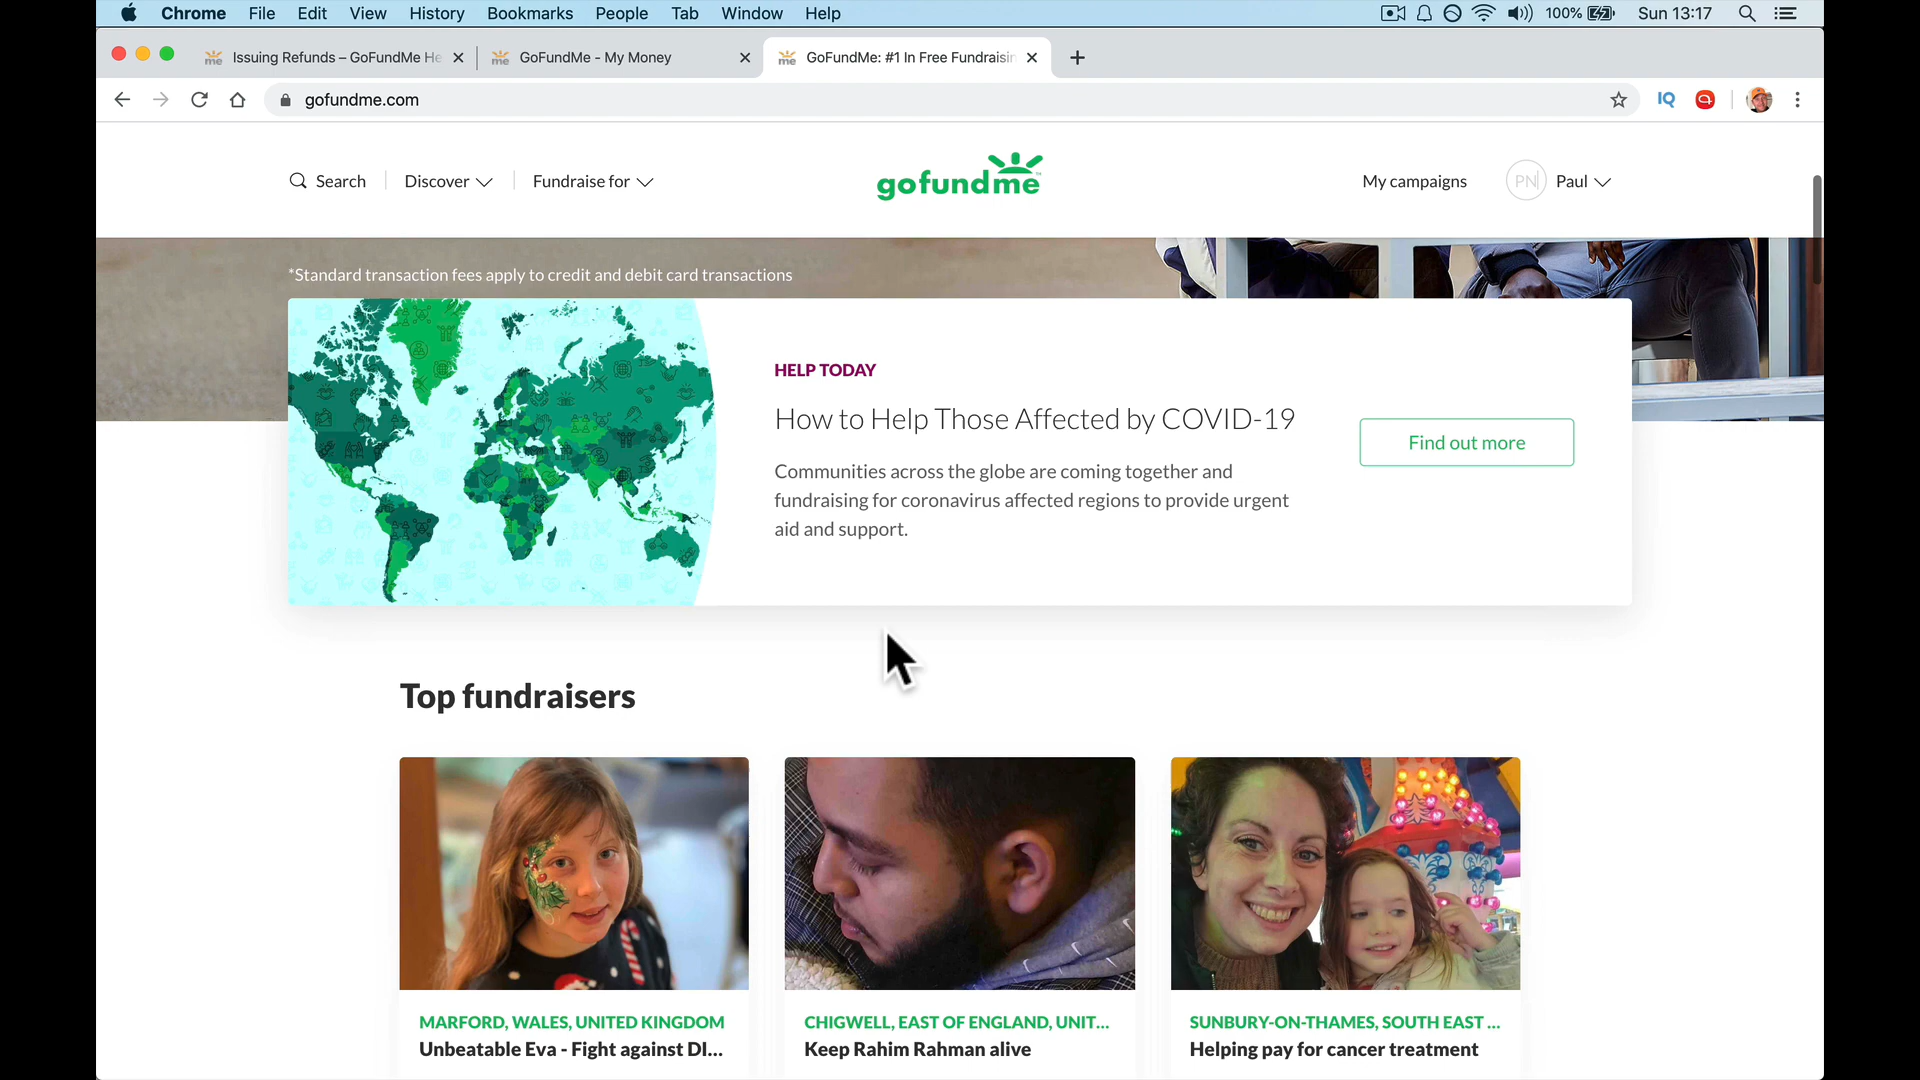 Chrome File Edit View History Bookmarks People Tab Window Help 100% Sun 13:17
Issuing Refunds – GoFundMe He GoFundMe - My Money GoFundMe: #1 In Free Fundraisin
gofundme.com IQ
Search Discover Fundraise for gofundme My campaigns PN Paul
*Standard transaction fees apply to credit and debit card transactions
HELP TODAY
How to Help Those Affected by COVID-19
Find out more
Communities across the globe are coming together and
fundraising for coronavirus affected regions to provide urgent
aid and support.
Top fundraisers
MARFORD, WALES, UNITED KINGDOM
Unbeatable Eva - Fight against DI...
CHIGWELL, EAST OF ENGLAND, UNIT...
Keep Rahim Rahman alive
SUNBURY-ON-THAMES, SOUTH EAST ...
Helping pay for cancer treatment